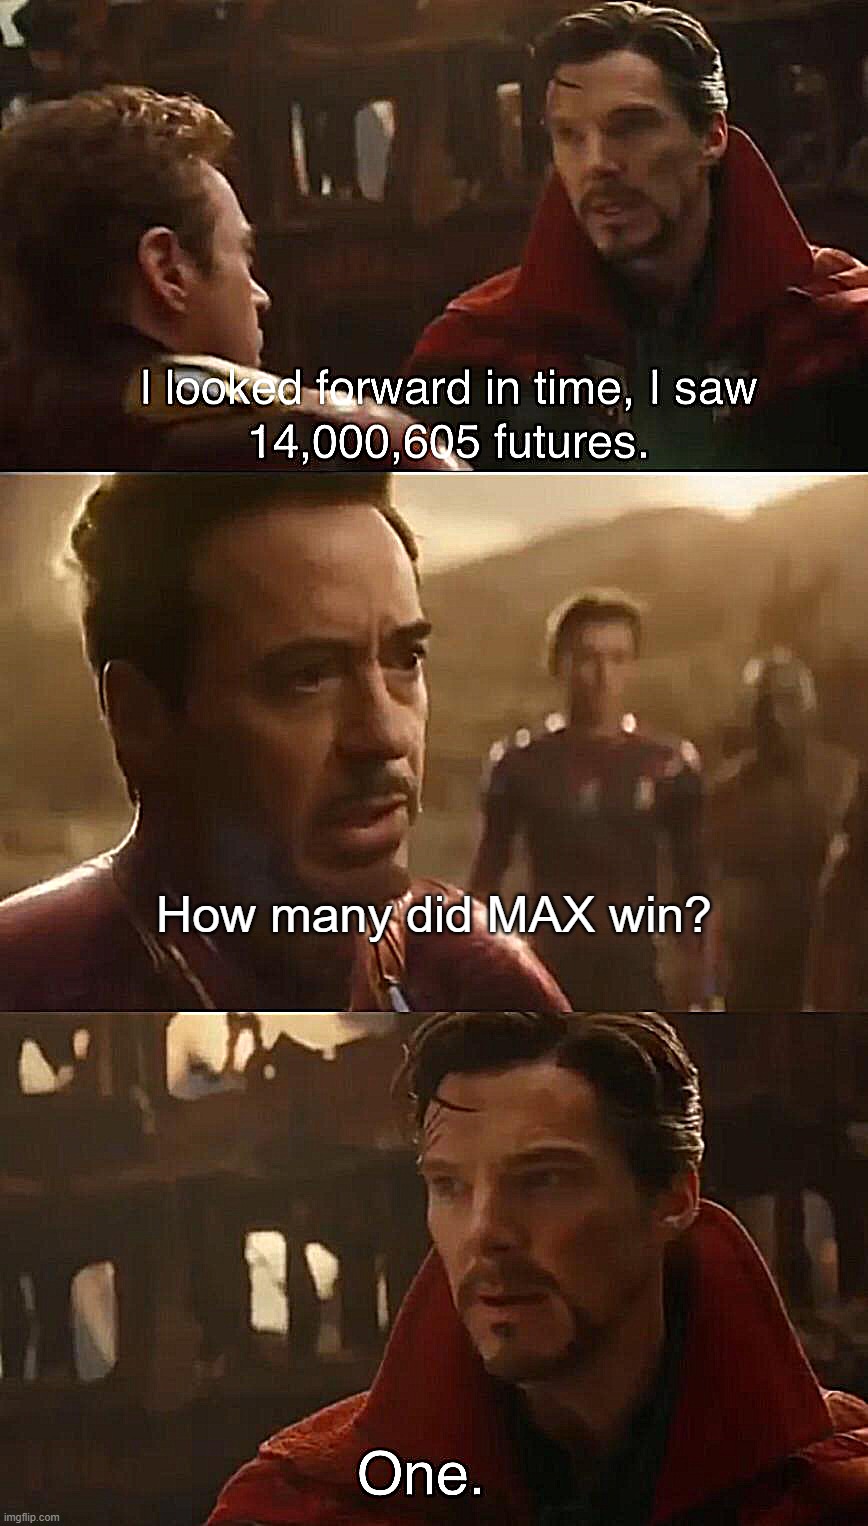 I looked forward in time, I saw
14,000,605 futures.
How many did MAX win?
One.
imgflip.com